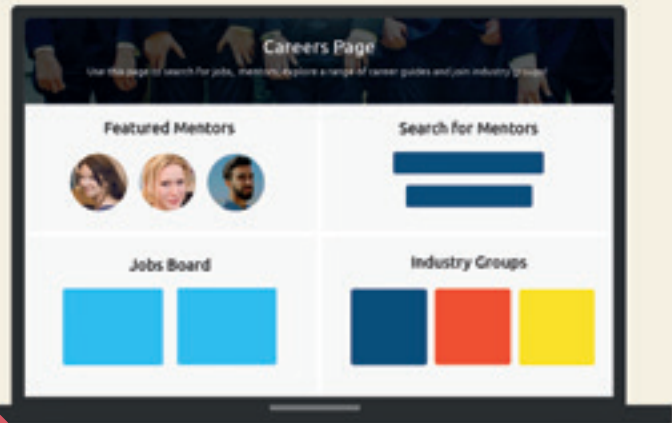 Careers Page
Use this page to search for jobs, mentors, explore a range of career guides and join industry groups!
Featured Mentors
Search for Mentors
Jobs Board
Industry Groups